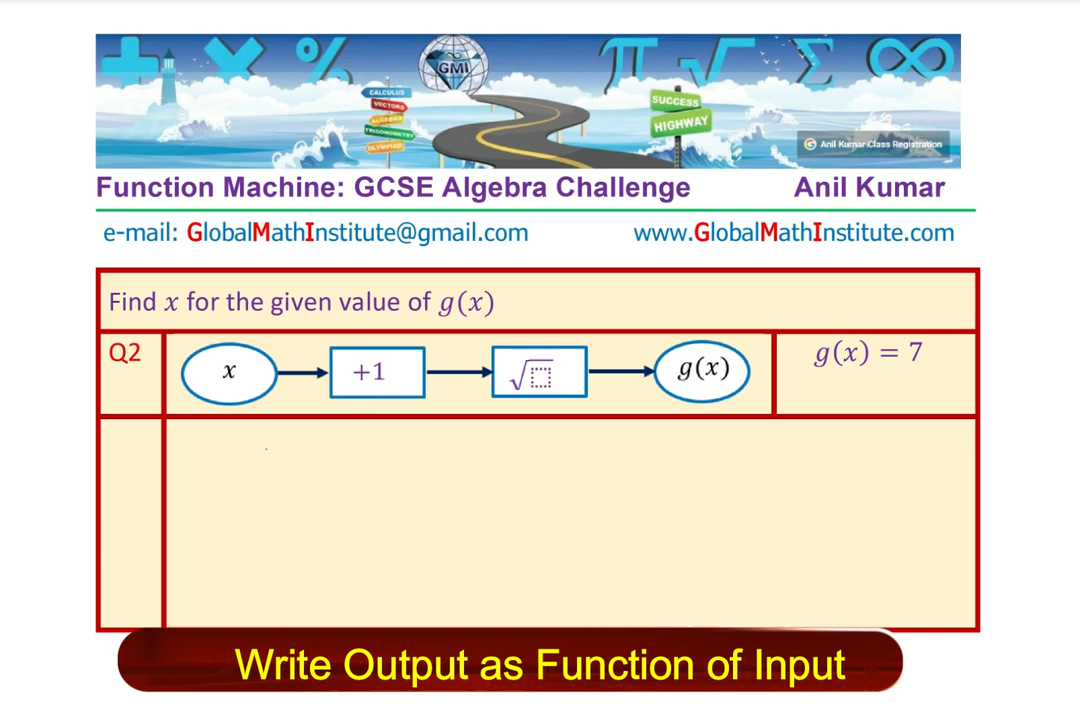 + × % π √ Σ ∞
GMI
CALCULUS
VECTORS
ALGEBRA
TRIGONOMETRY
OLYMPIAD
SUCCESS
HIGHWAY
Anil Kumar Class Registration
Function Machine: GCSE Algebra Challenge Anil Kumar
e-mail: GlobalMathInstitute@gmail.com www.GlobalMathInstitute.com
Find x for the given value of g(x)
Q2 x +1 √⬚ g(x) g(x) = 7
Write Output as Function of Input